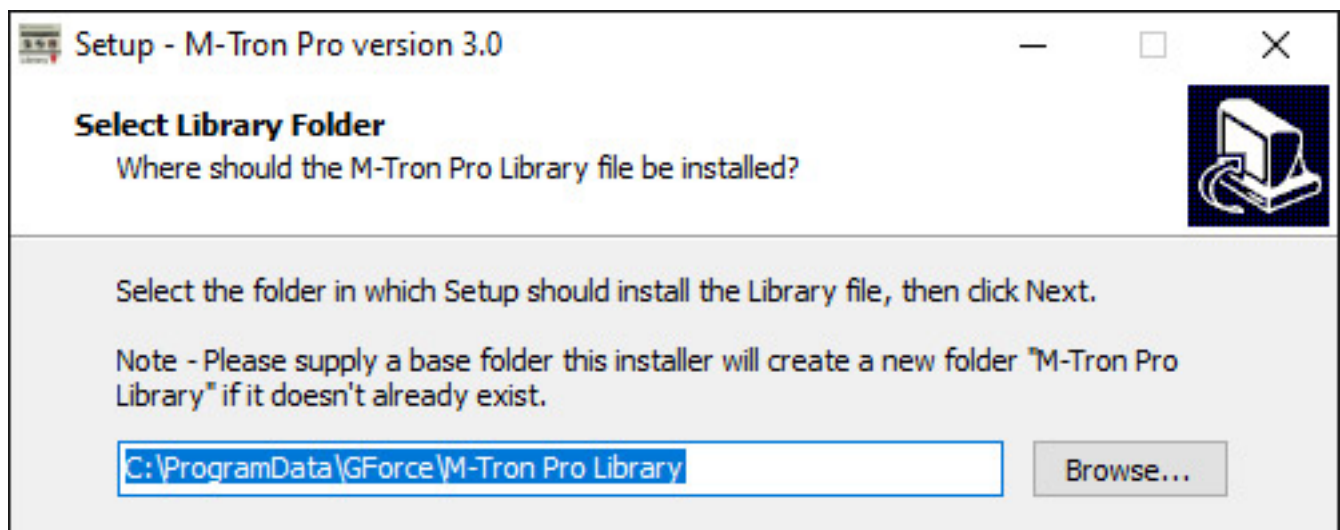 Setup - M-Tron Pro version 3.0
Select Library Folder
Where should the M-Tron Pro Library file be installed?
Select the folder in which Setup should install the Library file, then click Next.
Note - Please supply a base folder this installer will create a new folder "M-Tron Pro
Library" if it doesn't already exist.
C:\ProgramData\GForce\M-Tron Pro Library
Browse...